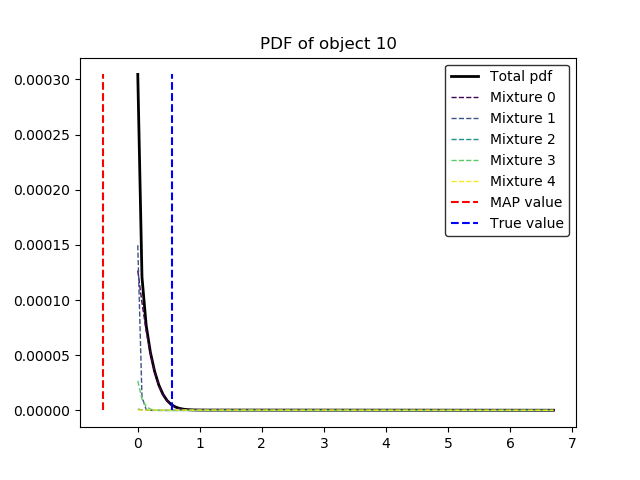 PDF of object 10
0.00030
0.00025
0.00020
0.00015
0.00010
0.00005
0.00000
Total pdf
Mixture 0
Mixture 1
Mixture 2
Mixture 3
Mixture 4
MAP value
True value
0 1 2 3 4 5 6 7